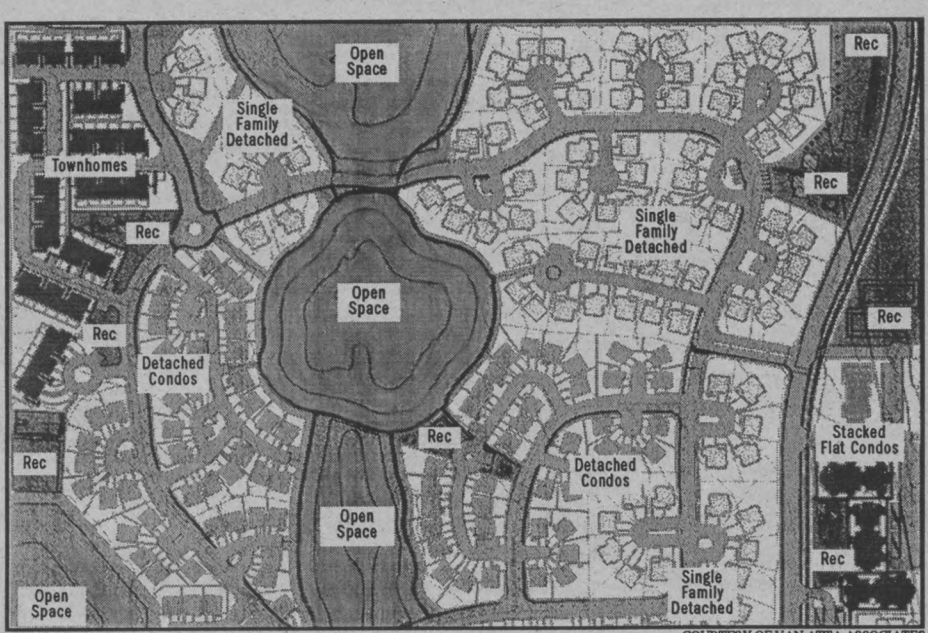 Open
Space
Rec
Single
Family
Detached
Townhomes
Rec
Rec
Single
Family
Detached
Open
Space
Rec
Rec
Detached
Condos
Rec
Stacked
Flat Condos
Rec
Detached
Condos
Open
Space
Rec
Single
Family
Detached
Open
Space